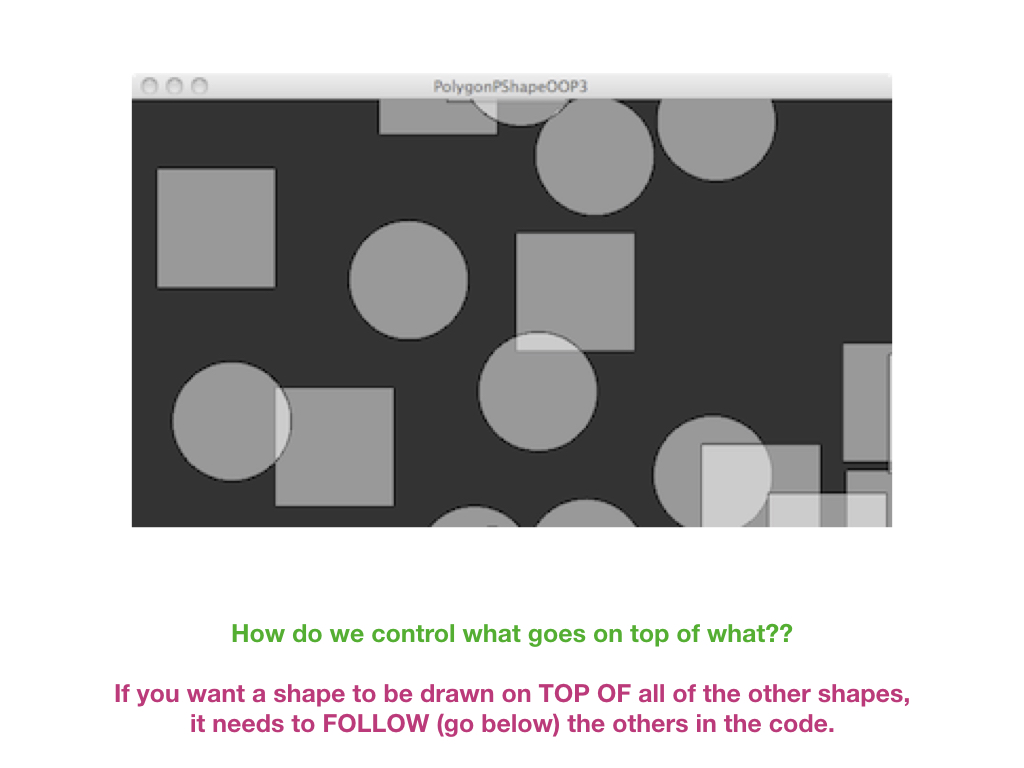 PolygonPShapeOOP3
How do we control what goes on top of what??
If you want a shape to be drawn on TOP OF all of the other shapes,
it needs to FOLLOW (go below) the others in the code.